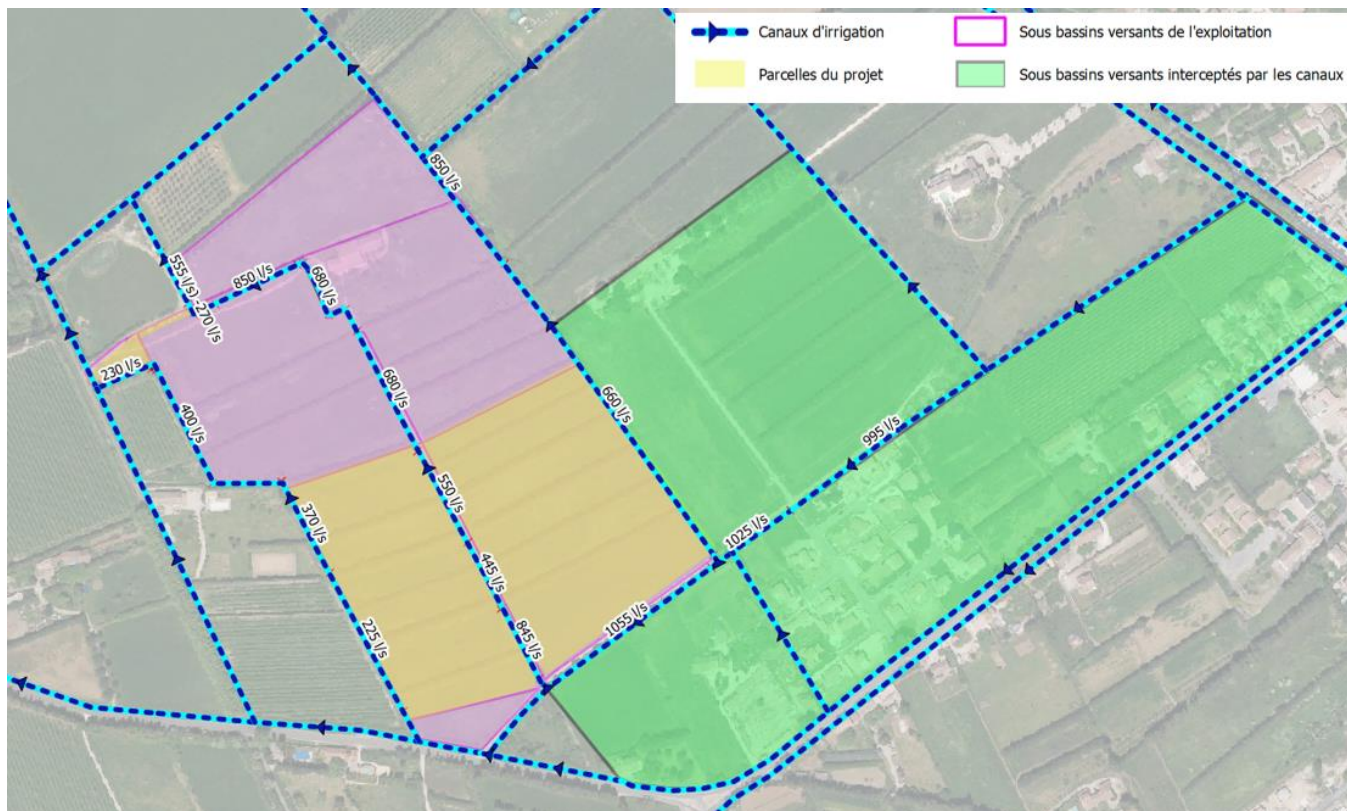 Canaux d'irrigation
Sous bassins versants de l'exploitation
Parcelles du projet
Sous bassins versants interceptés par les canaux
850 l/s
555 l/s
850 l/s
680 l/s
-270 l/s
230 l/s
680 l/s
660 l/s
400 l/s
995 l/s
550 l/s
370 l/s
1025 l/s
445 l/s
1055 l/s
225 l/s
845 l/s